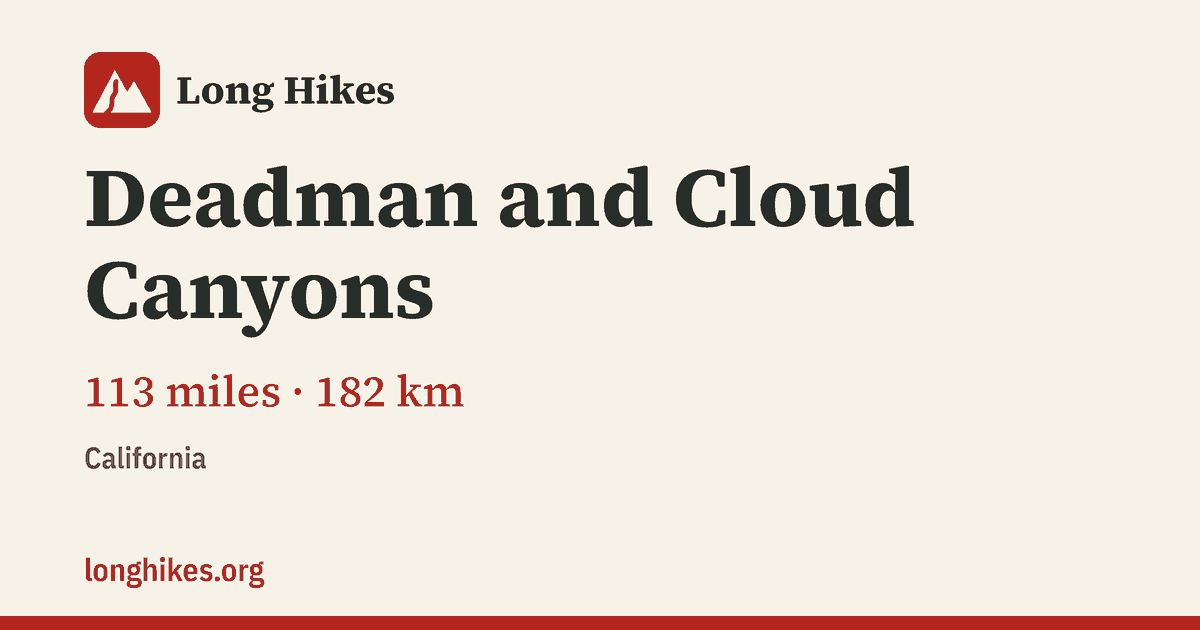 Long Hikes
Deadman and Cloud
Canyons
113 miles · 182 km
California
longhikes.org